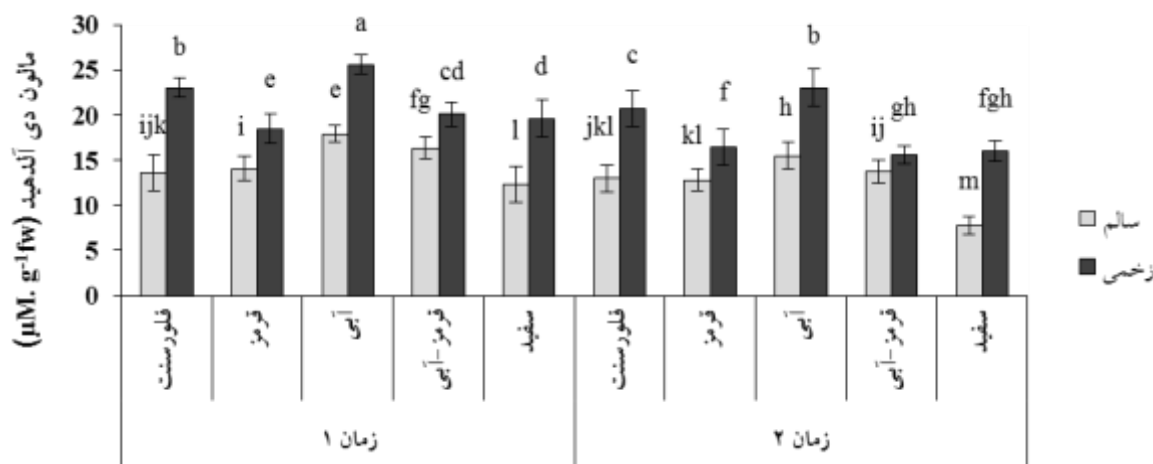 مالون دی آلدهید (µM. g-1fw)
30
25
20
15
10
5
0
ijk b i e e a fg cd l d jkl c kl f h b ij gh m fgh
فلورسنت قرمز آبی قرمز-آبی سفید فلورسنت قرمز آبی قرمز-آبی سفید
زمان ۱ زمان ۲
سالم
زخمی